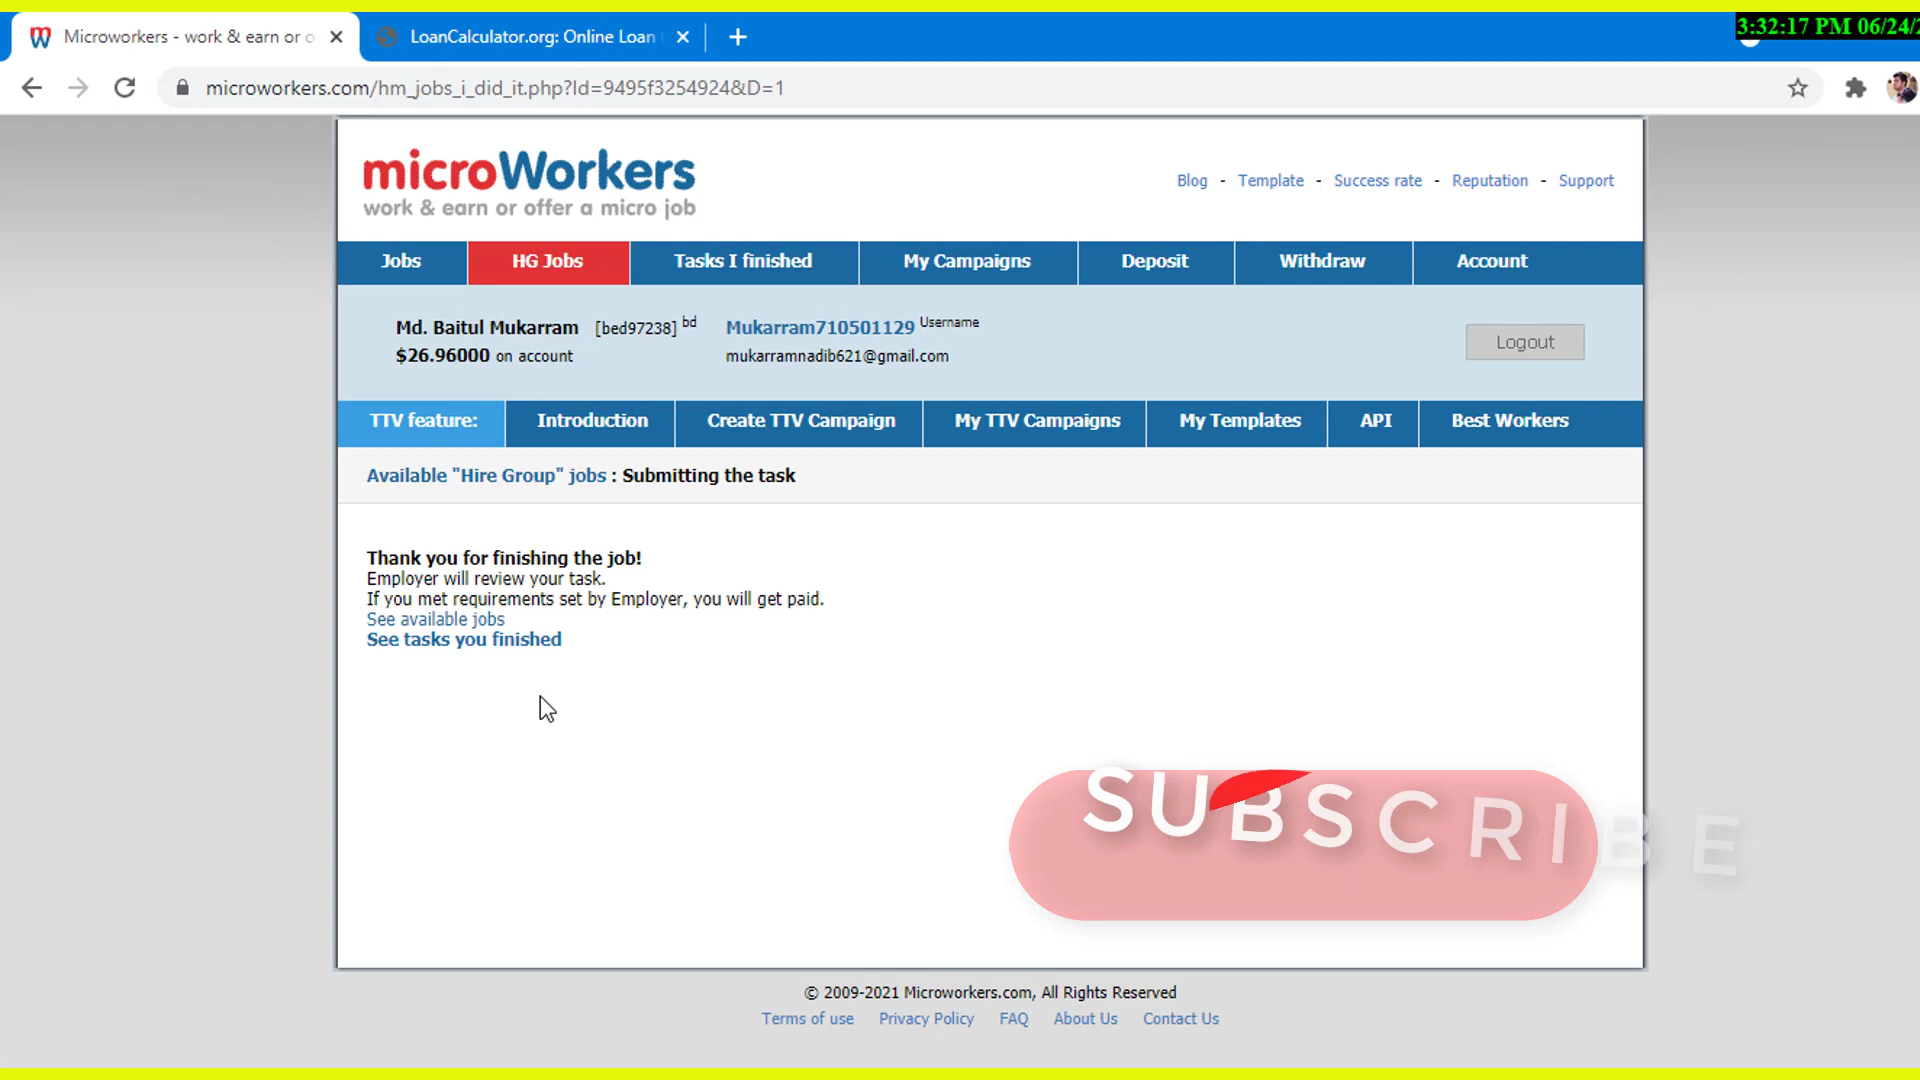 3:32:17 PM 06/24/2
Microworkers - work & earn or o
LoanCalculator.org: Online Loan
microworkers.com/hm_jobs_i_did_it.php?Id=9495f3254924&D=1
microWorkers
work & earn or offer a micro job
Blog - Template - Success rate - Reputation - Support
Jobs HG Jobs Tasks I finished My Campaigns Deposit Withdraw Account
Md. Baitul Mukarram [bed97238] bd Mukarram710501129 Username
$26.96000 on account mukarramnadib621@gmail.com
Logout
TTV feature: Introduction Create TTV Campaign My TTV Campaigns My Templates API Best Workers
Available "Hire Group" jobs : Submitting the task
Thank you for finishing the job!
Employer will review your task.
If you met requirements set by Employer, you will get paid.
See available jobs
See tasks you finished
SUBSCRIBE
© 2009-2021 Microworkers.com, All Rights Reserved
Terms of use Privacy Policy FAQ About Us Contact Us